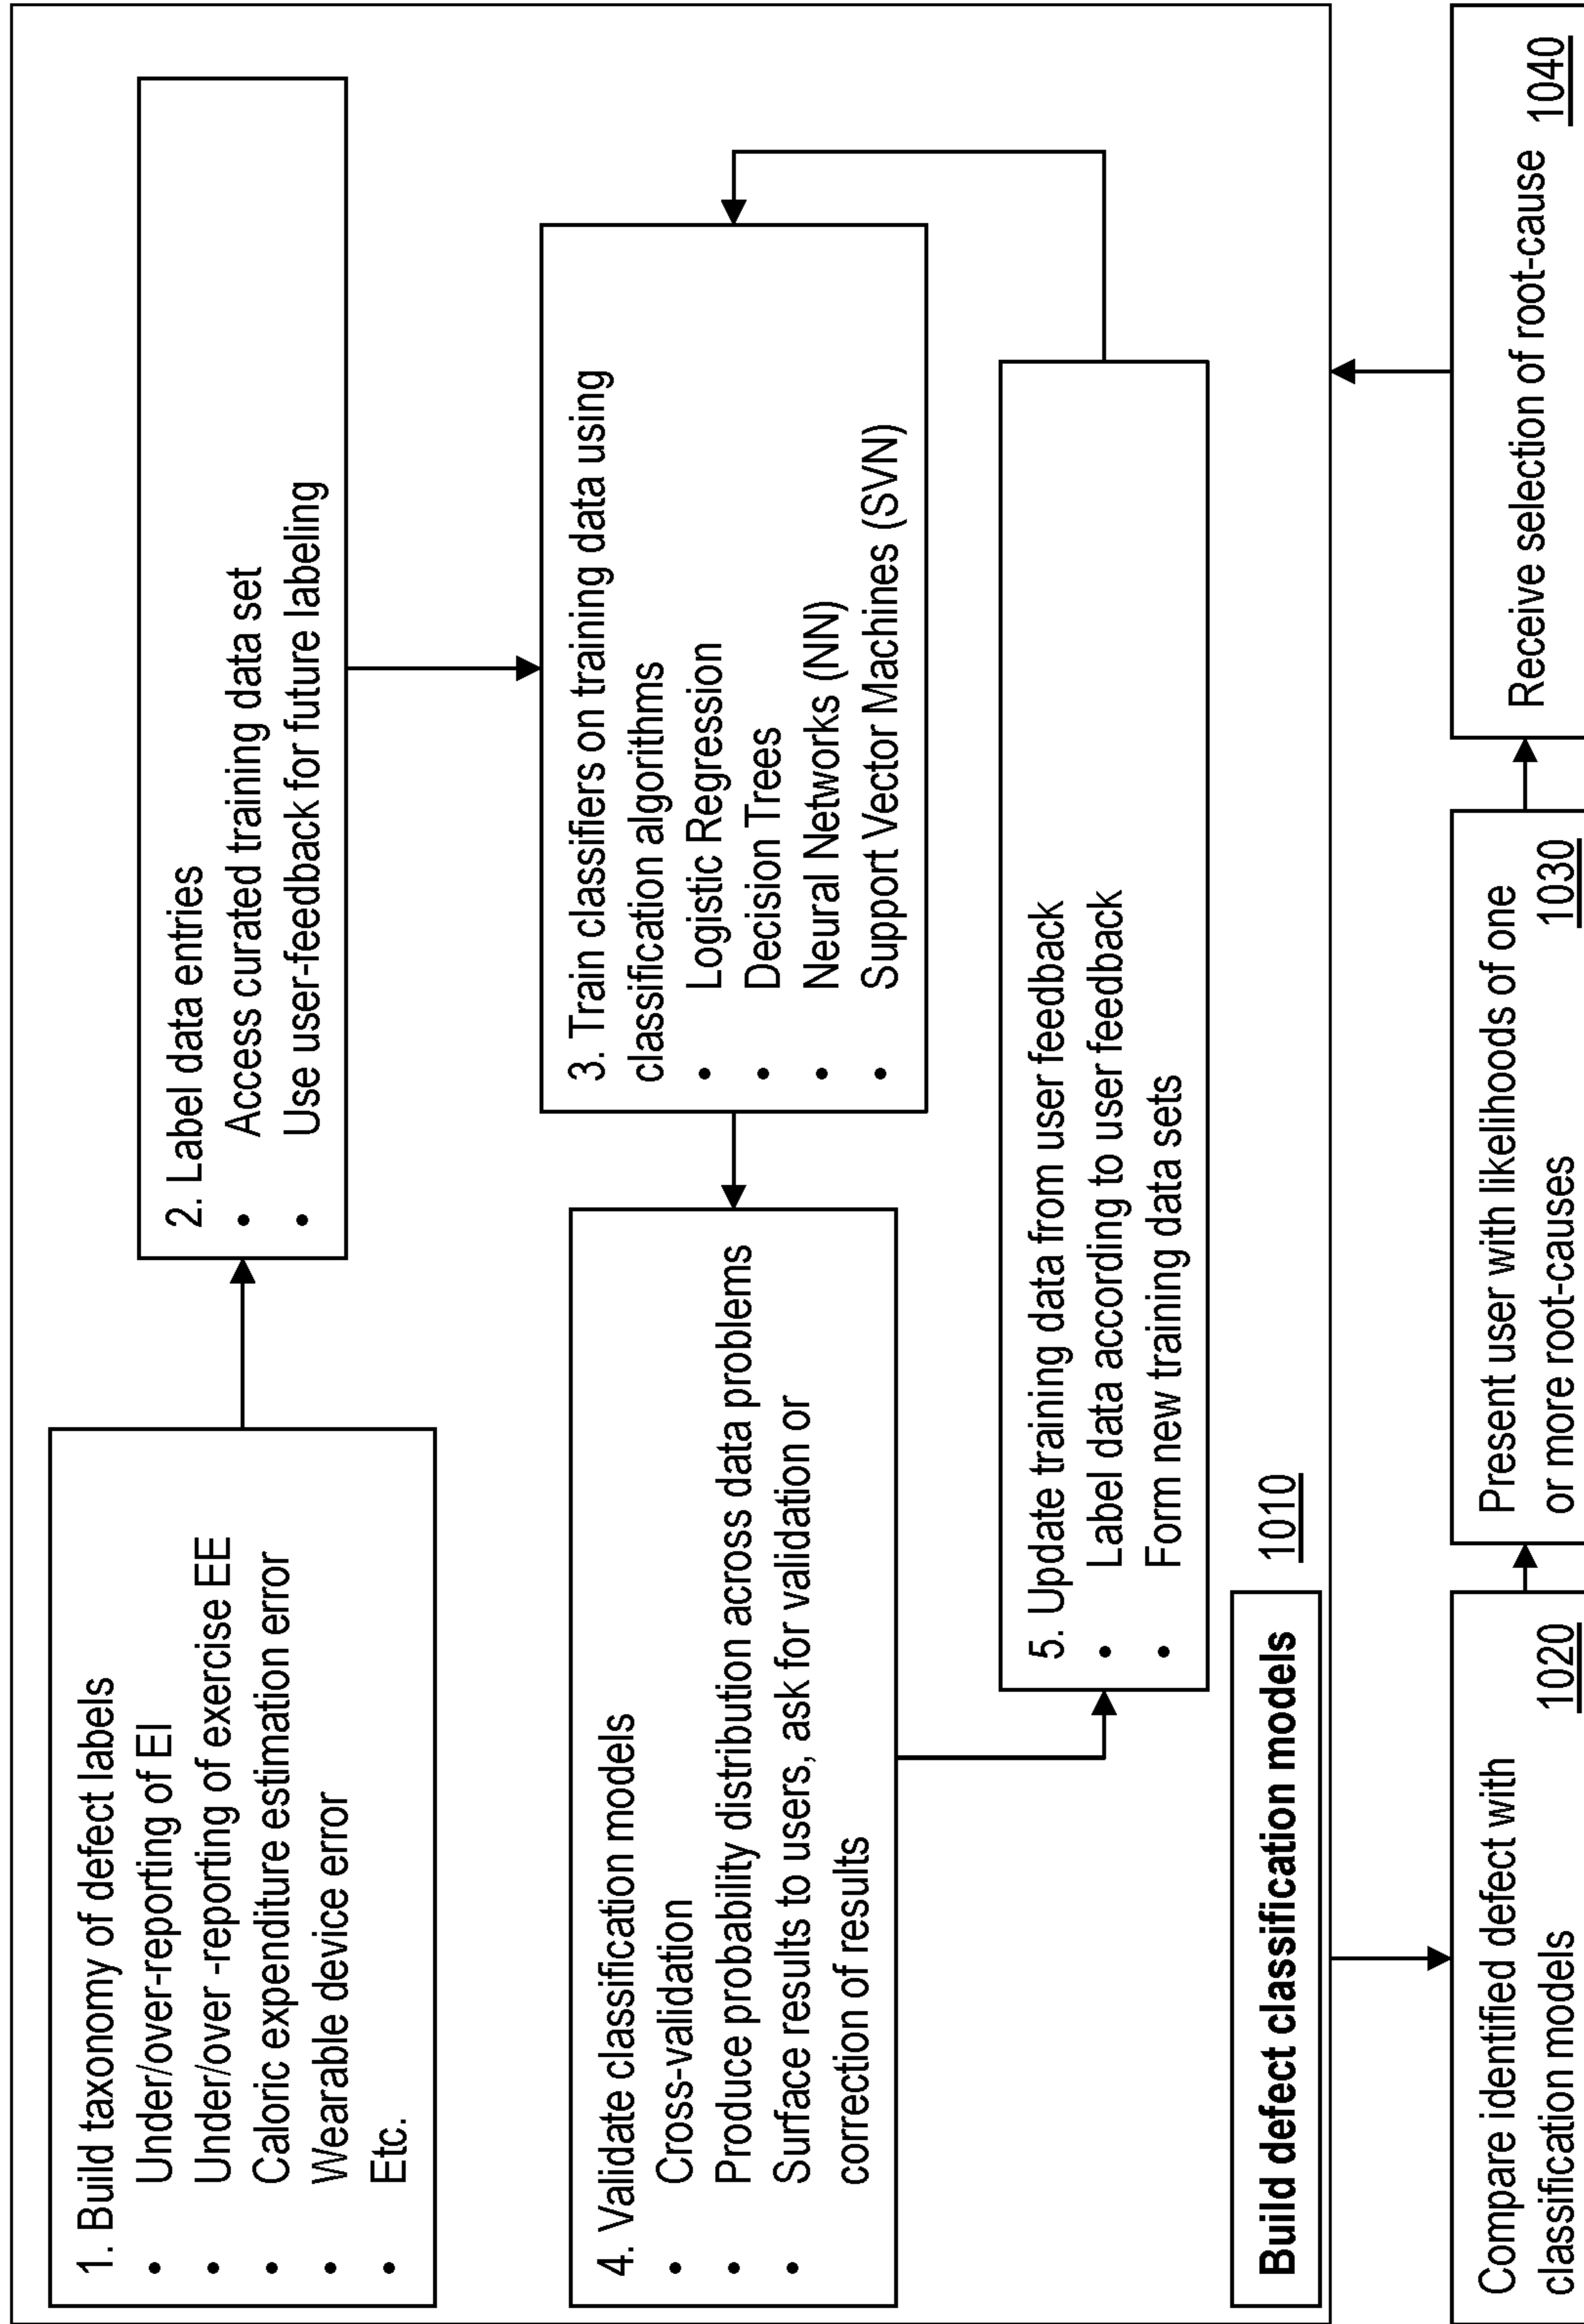 1. Build taxonomy of defect labels
• Under/over-reporting of EI
• Under/over -reporting of exercise EE
• Caloric expenditure estimation error
• Wearable device error
• Etc.
2. Label data entries
• Access curated training data set
• Use user-feedback for future labeling
3. Train classifiers on training data using
classification algorithms
• Logistic Regression
• Decision Trees
• Neural Networks (NN)
• Support Vector Machines (SVN)
4. Validate classification models
• Cross-validation
• Produce probability distribution across data problems
• Surface results to users, ask for validation or
correction of results
5. Update training data from user feedback
• Label data according to user feedback
• Form new training data sets
Build defect classification models 1010
Compare identified defect with
classification models 1020
Present user with likelihoods of one
or more root-causes 1030
Receive selection of root-cause
1040